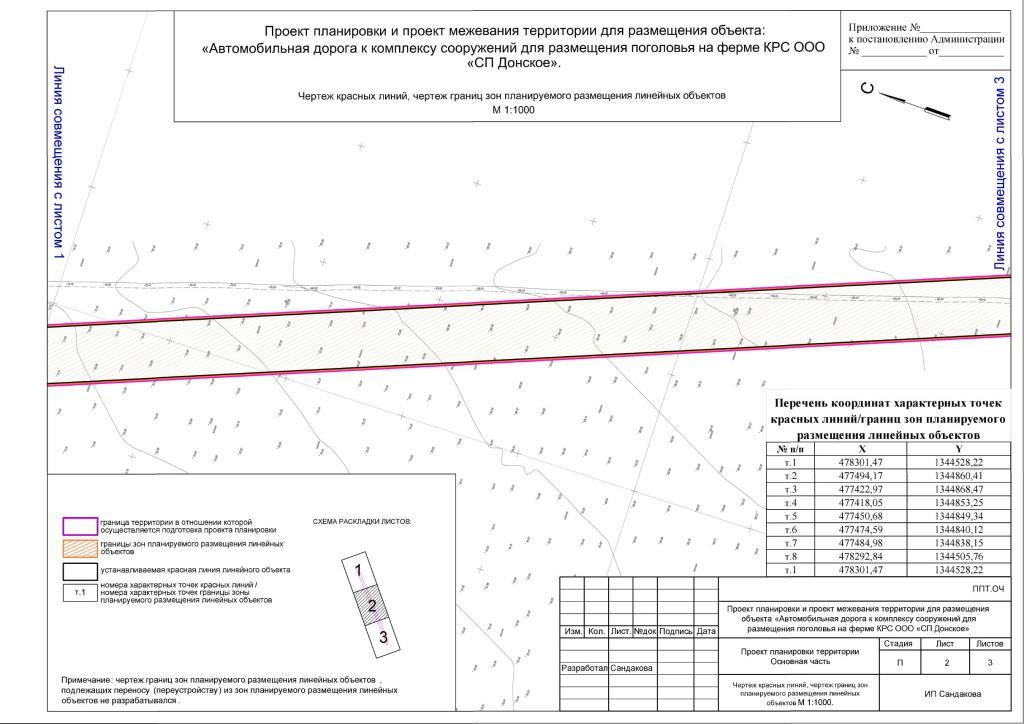 Проект планировки и проект межевания территории для размещения объекта:
«Автомобильная дорога к комплексу сооружений для размещения поголовья на ферме КРС ООО
«СП Донское».
Чертеж красных линий, чертеж границ зон планируемого размещения линейных объектов
М 1:1000
Приложение №
к постановлению Администрации
№ от
Линия совмещения с листом 1
С
Линия совмещения с листом 3
Перечень координат характерных точек
красных линий/границ зон планируемого
размещения линейных объектов
№ п/п X Y
т.1 478301,47 1344528,22
т.2 477494,17 1344860,41
т.3 477422,97 1344868,47
т.4 477418,05 1344853,25
т.5 477450,68 1344849,34
т.6 477474,59 1344840,12
т.7 477484,98 1344838,15
т.8 478292,84 1344505,76
т.1 478301,47 1344528,22
граница территории в отношении которой
осуществляется подготовка проекта планировки
границы зон планируемого размещения линейных
объектов
устанавливаемая красная линия линейного объекта
т.1
номера характерных точек красных линий /
номера характерных точек границы зоны
планируемого размещения линейных объектов
СХЕМА РАСКЛАДКИ ЛИСТОВ:
1
2
3
Примечание: чертеж границ зон планируемого размещения линейных объектов ,
подлежащих переносу (переустройству) из зон планируемого размещения линейных
объектов не разрабатывался .
ППТ.ОЧ
Проект планировки и проект межевания территории для размещения
объекта «Автомобильная дорога к комплексу сооружений для
размещения поголовья на ферме КРС ООО «СП Донское»
Изм. Кол. Лист. №док Подпись Дата
Разработал Сандакова
Проект планировки территории
Основная часть
Стадия Лист Листов
П 2 3
Чертеж красных линий, чертеж границ зон
планируемого размещения линейных
объектов М 1:1000.
ИП Сандакова